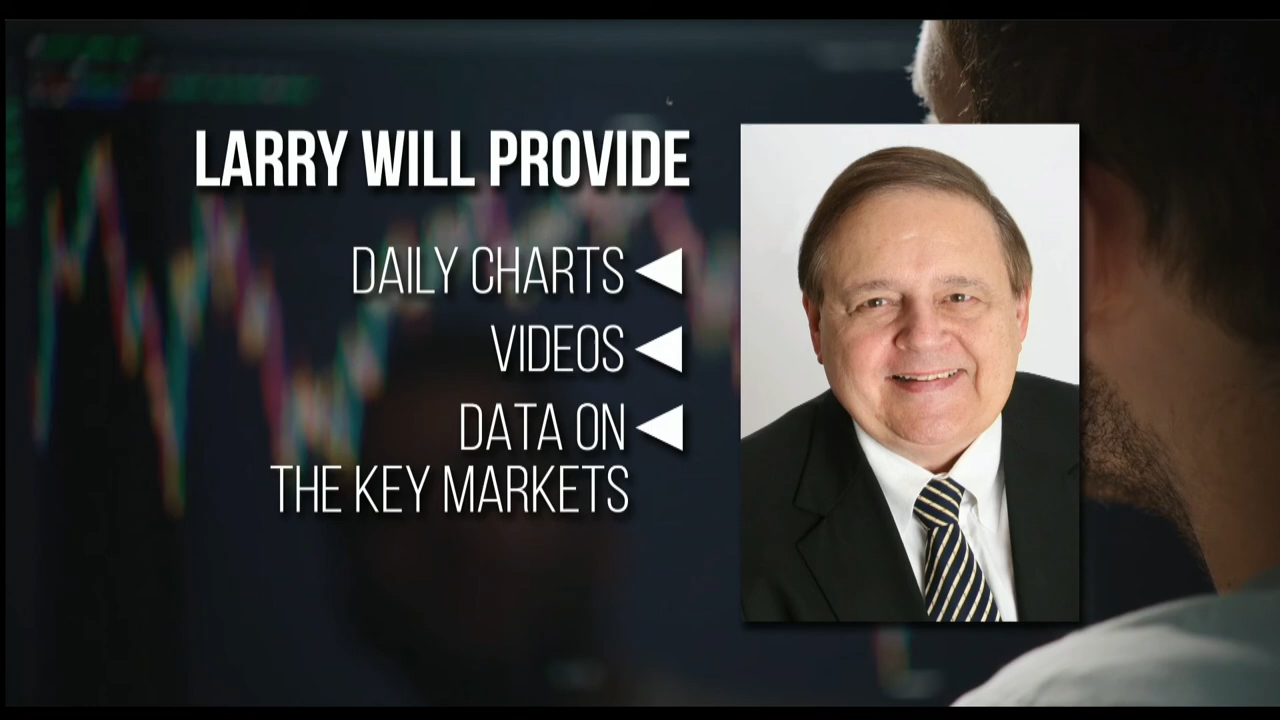 LARRY WILL PROVIDE
DAILY CHARTS
VIDEOS
DATA ON
THE KEY MARKETS